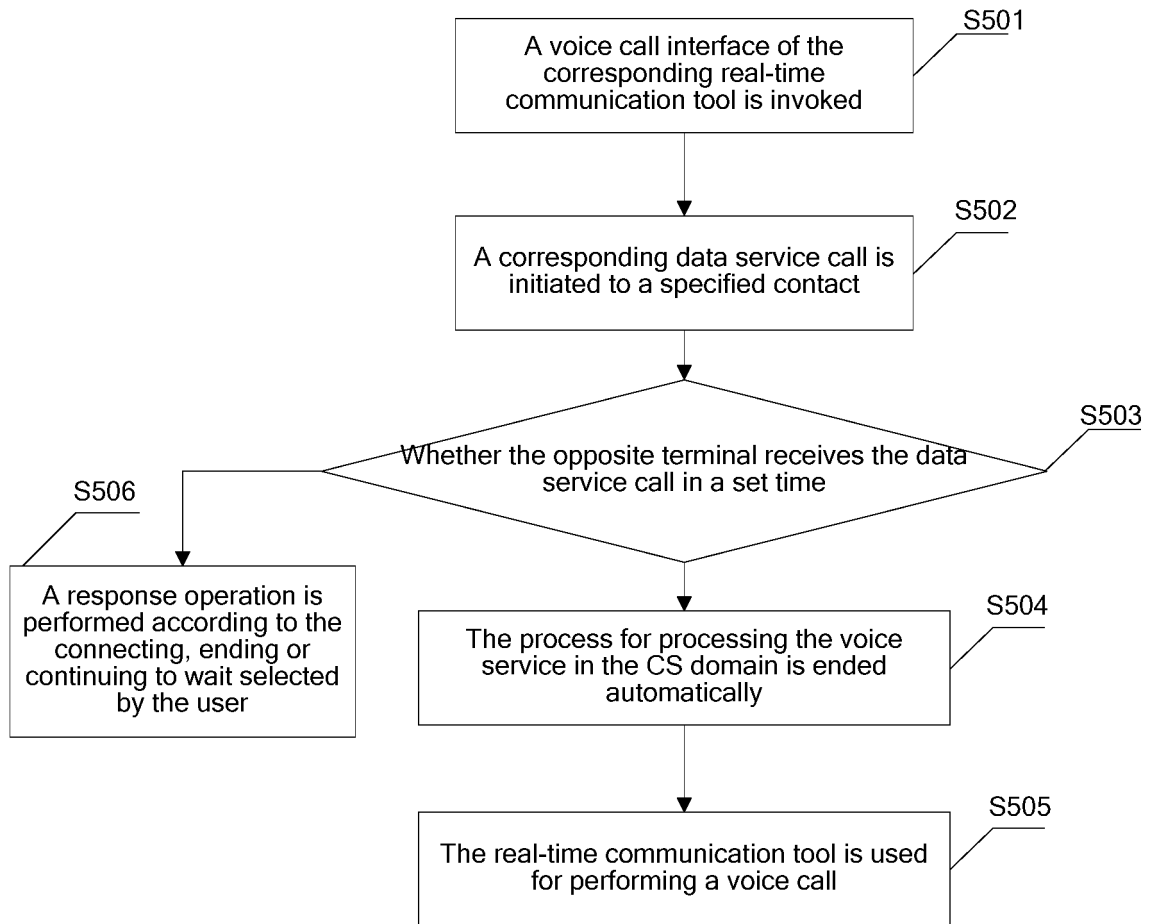 S501
A voice call interface of the
corresponding real-time
communication tool is invoked
S502
A corresponding data service call is
initiated to a specified contact
S503
Whether the opposite terminal receives the data
service call in a set time
S506
A response operation is
performed according to the
connecting, ending or
continuing to wait selected
by the user
S504
The process for processing the voice
service in the CS domain is ended
automatically
S505
The real-time communication tool is used
for performing a voice call